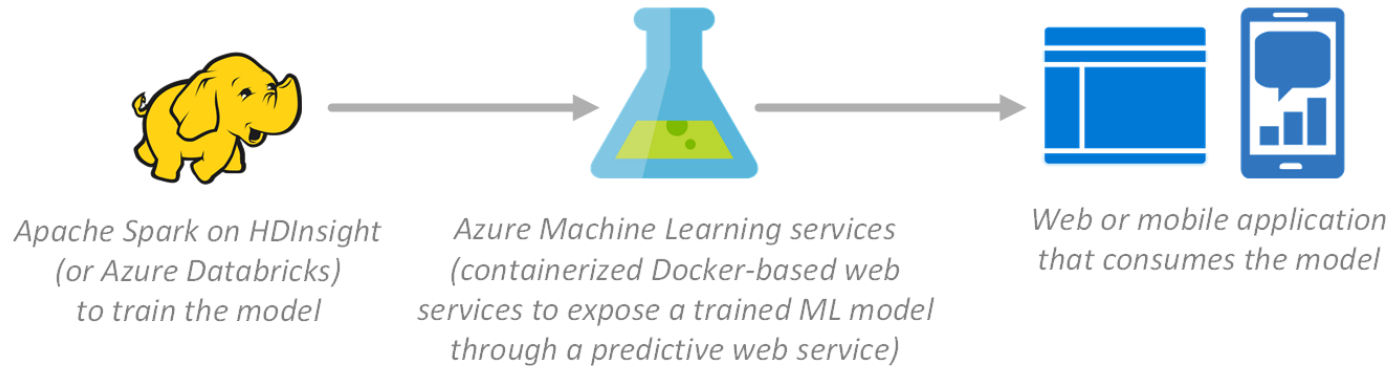 Apache Spark on HDInsight
(or Azure Databricks)
to train the model
Azure Machine Learning services
(containerized Docker-based web
services to expose a trained ML model
through a predictive web service)
Web or mobile application
that consumes the model